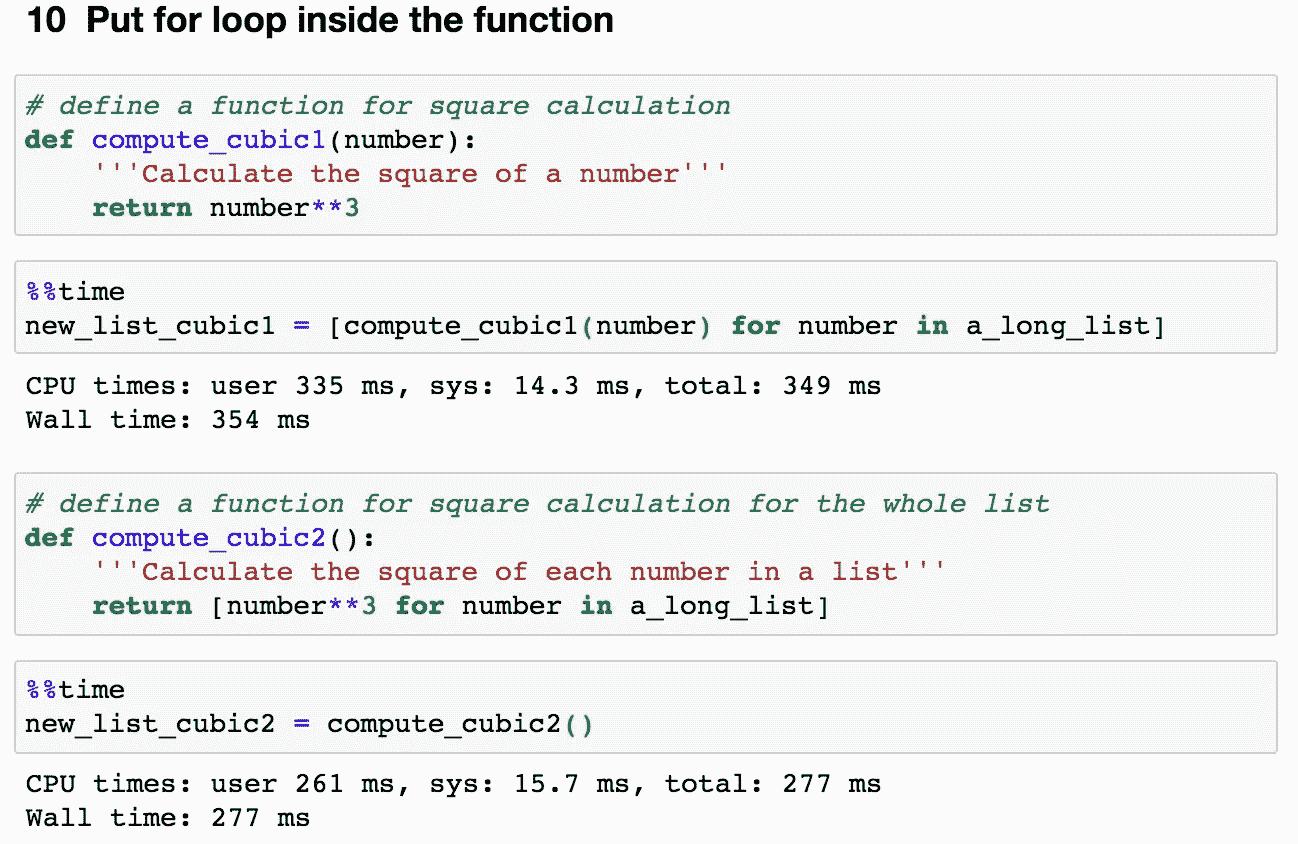 10 Put for loop inside the function
# define a function for square calculation
def compute_cubic1(number):
    '''Calculate the square of a number'''
    return number**3
%%time
new_list_cubic1 = [compute_cubic1(number) for number in a_long_list]
CPU times: user 335 ms, sys: 14.3 ms, total: 349 ms
Wall time: 354 ms
# define a function for square calculation for the whole list
def compute_cubic2():
    '''Calculate the square of each number in a list'''
    return [number**3 for number in a_long_list]
%%time
new_list_cubic2 = compute_cubic2()
CPU times: user 261 ms, sys: 15.7 ms, total: 277 ms
Wall time: 277 ms